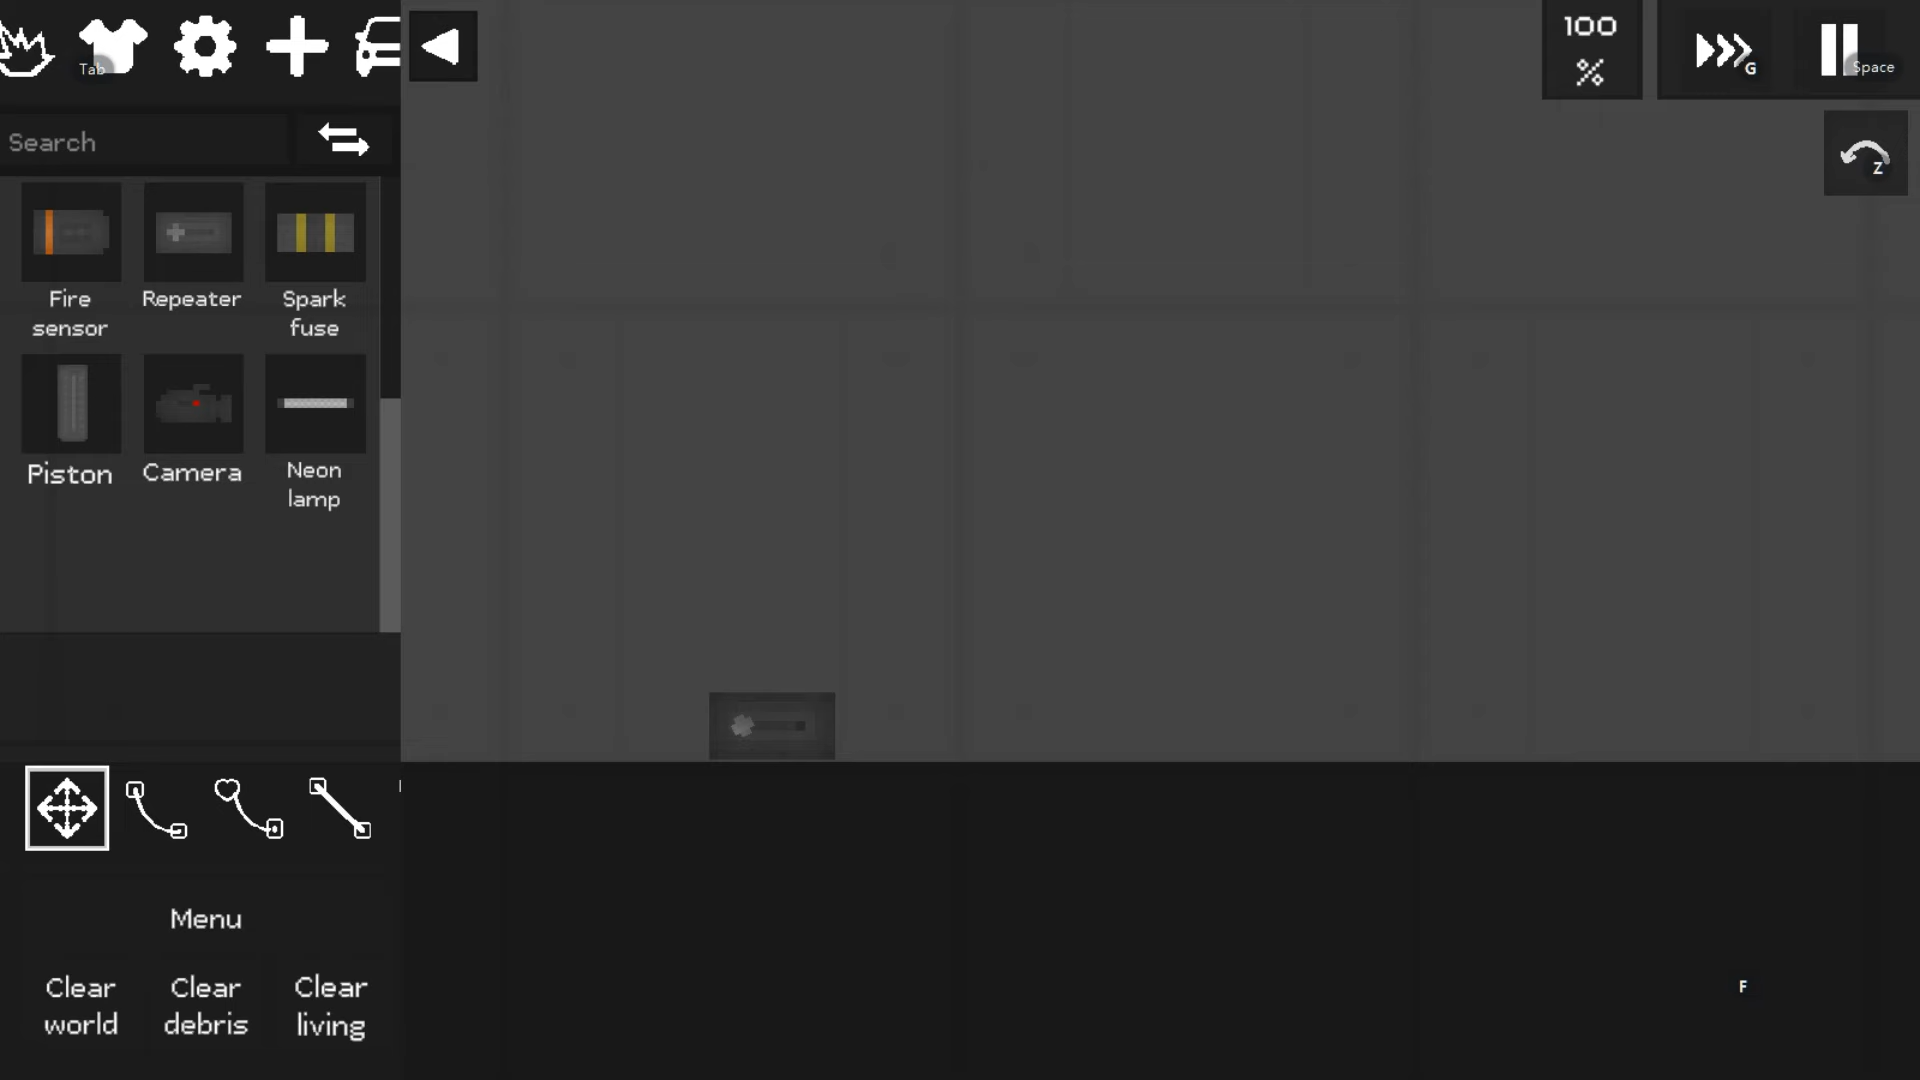 Tab
100
%
G
Space
Search
Z
Fire
sensor
Repeater
Spark
fuse
Piston
Camera
Neon
lamp
Menu
Clear
world
Clear
debris
Clear
living
F